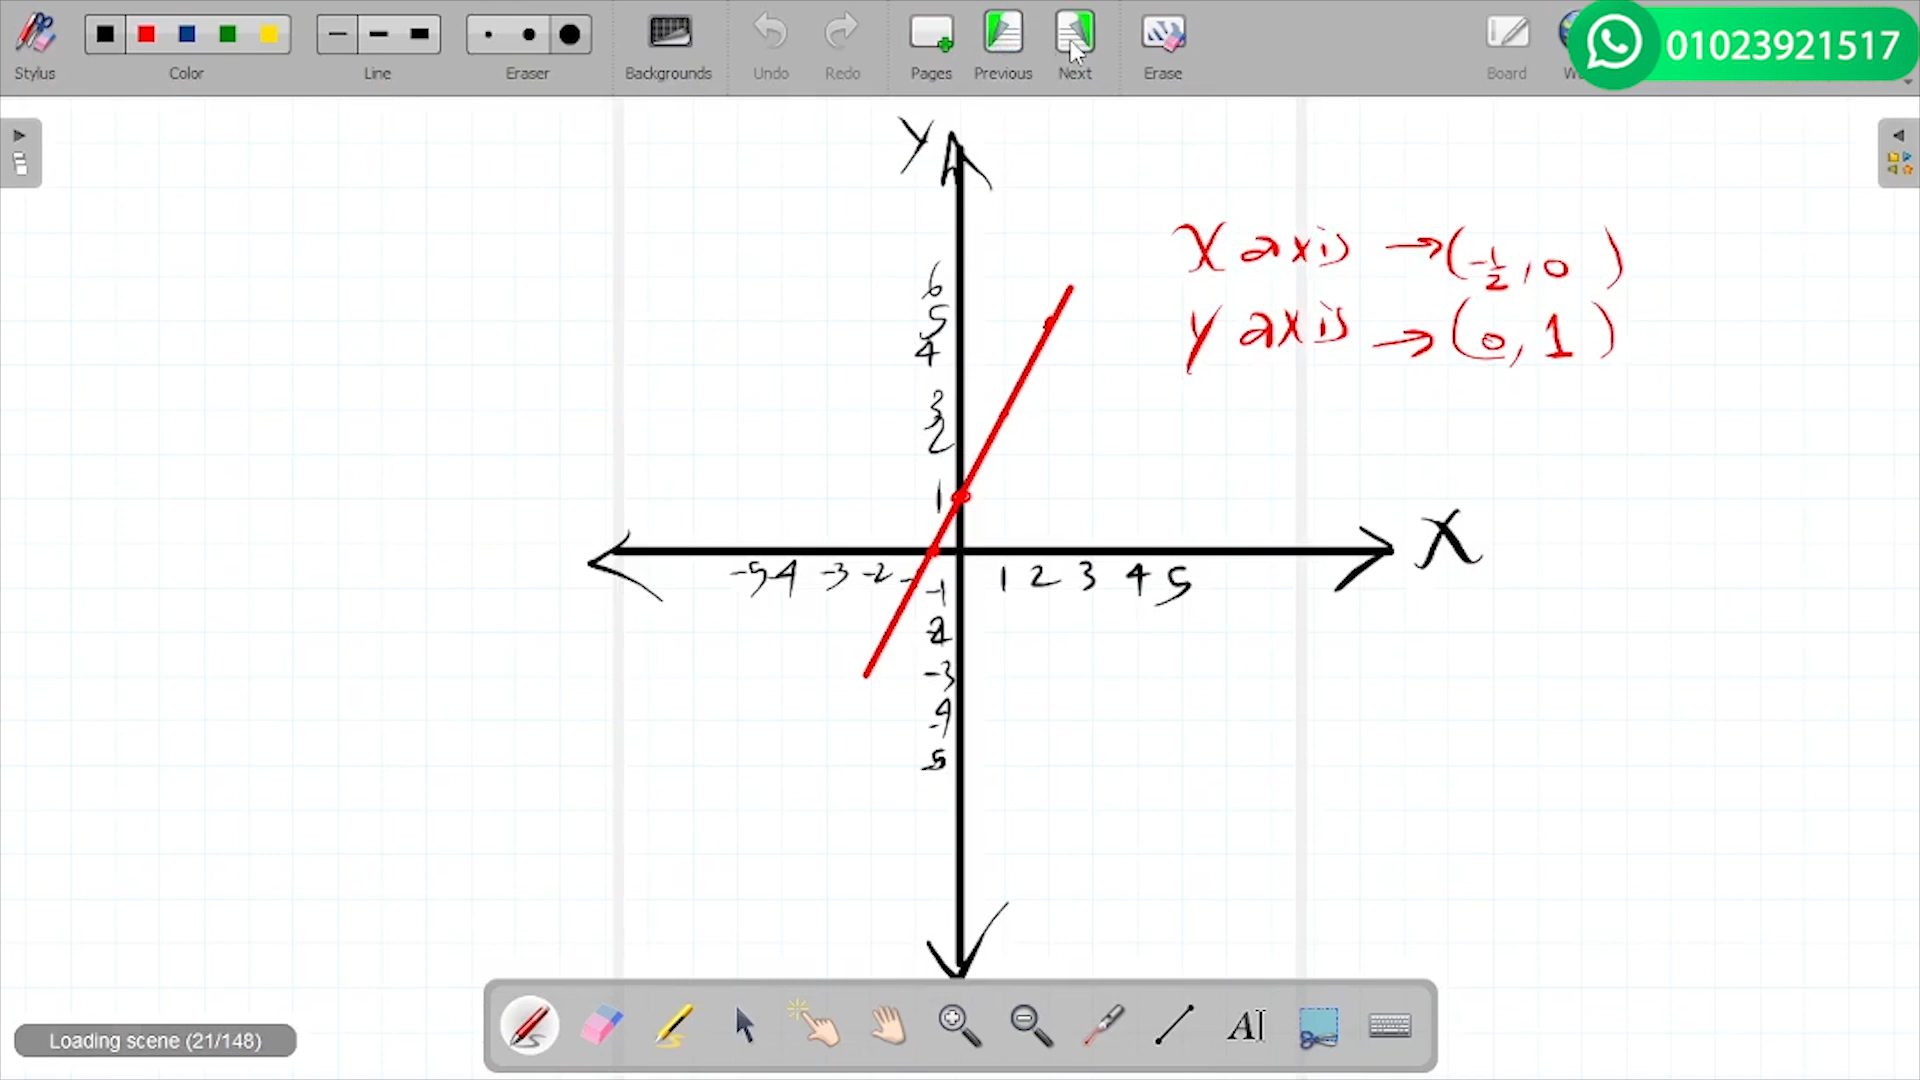 01023921517
Stylus Color Line Eraser Backgrounds Undo Redo Pages Previous Next Erase Board
y
x axis → (-1/2, 0)
y axis → (0, 1)
6
5
4
3
2
1
X
-5 -4 -3 -2 - 1 2 3 4 5
-1
-3
-4
-5
Loading scene (21/148)
AI